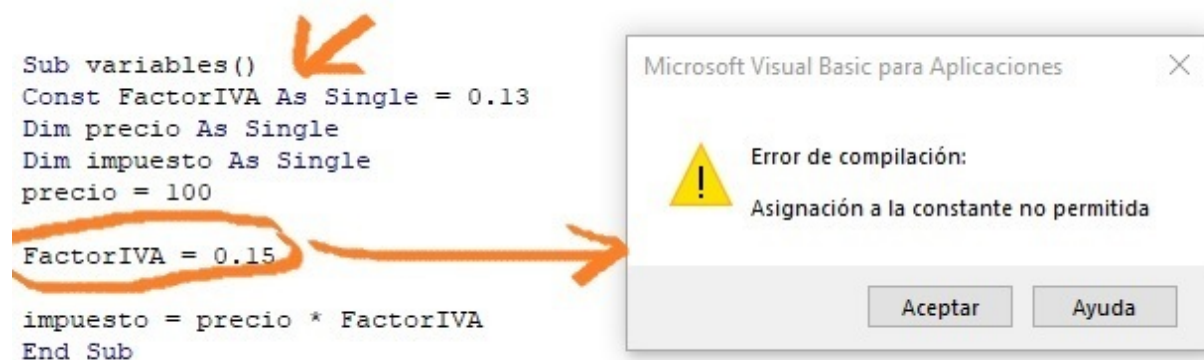 Sub variables()
Const FactorIVA As Single = 0.13
Dim precio As Single
Dim impuesto As Single
precio = 100
FactorIVA = 0.15
impuesto = precio * FactorIVA
End Sub
Microsoft Visual Basic para Aplicaciones
Error de compilación:
Asignación a la constante no permitida
Aceptar
Ayuda